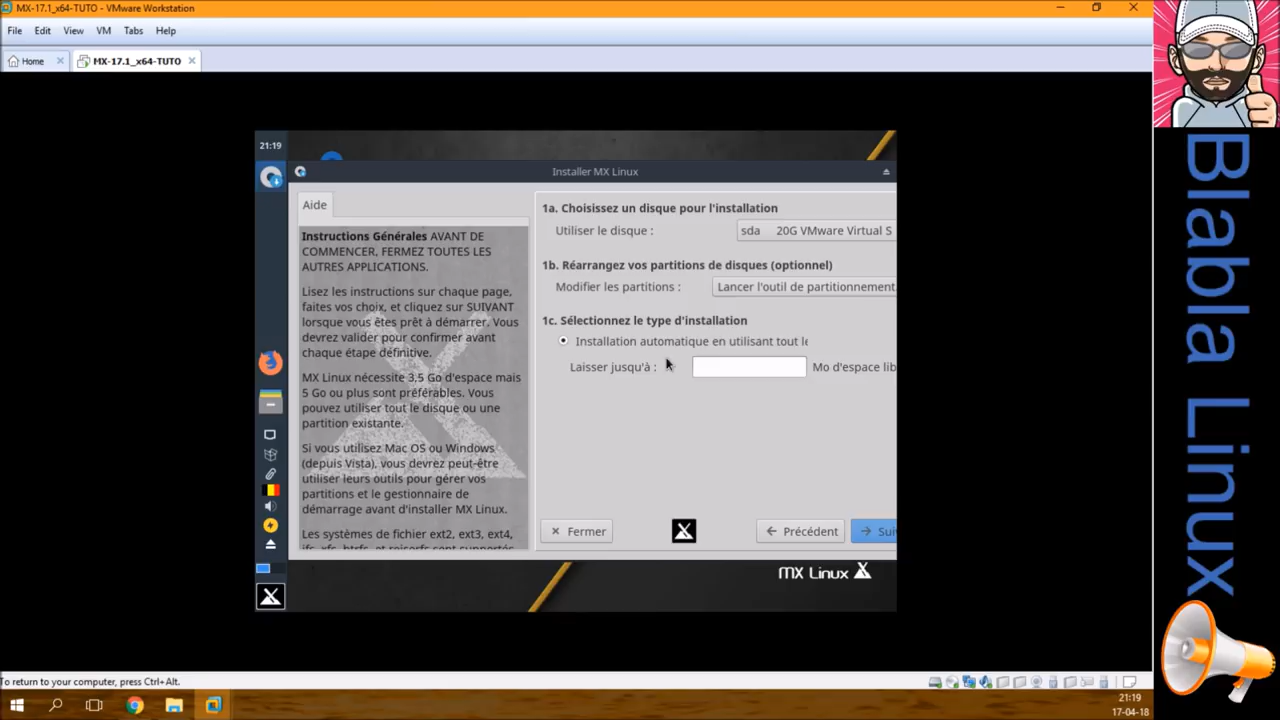 MX-17.1_x64-TUTO - VMware Workstation
File Edit View VM Tabs Help
Home
MX-17.1_x64-TUTO
21:19
Installer MX Linux
Aide
Instructions Générales AVANT DE
COMMENCER, FERMEZ TOUTES LES
AUTRES APPLICATIONS.
Lisez les instructions sur chaque page,
faites vos choix, et cliquez sur SUIVANT
lorsque vous êtes prêt à démarrer. Vous
devrez valider pour confirmer avant
chaque étape définitive.
MX Linux nécessite 3,5 Go d'espace mais
5 Go ou plus sont préférables. Vous
pouvez utiliser tout le disque ou une
partition existante.
Si vous utilisez Mac OS ou Windows
(depuis Vista), vous devrez peut-être
utiliser leurs outils pour gérer vos
partitions et le gestionnaire de
démarrage avant d'installer MX Linux.
Les systèmes de fichier ext2, ext3, ext4,
jfs, xfs, btrfs, et reiserfs sont supportés
1a. Choisissez un disque pour l'installation
Utiliser le disque : sda 20G VMware Virtual S
1b. Réarrangez vos partitions de disques (optionnel)
Modifier les partitions : Lancer l'outil de partitionnement.
1c. Sélectionnez le type d'installation
Installation automatique en utilisant tout le
Laisser jusqu'à : Mo d'espace lib
Fermer
Précédent
Sui
MX Linux
To return to your computer, press Ctrl+Alt.
21:19
17-04-18
Blabla Linux